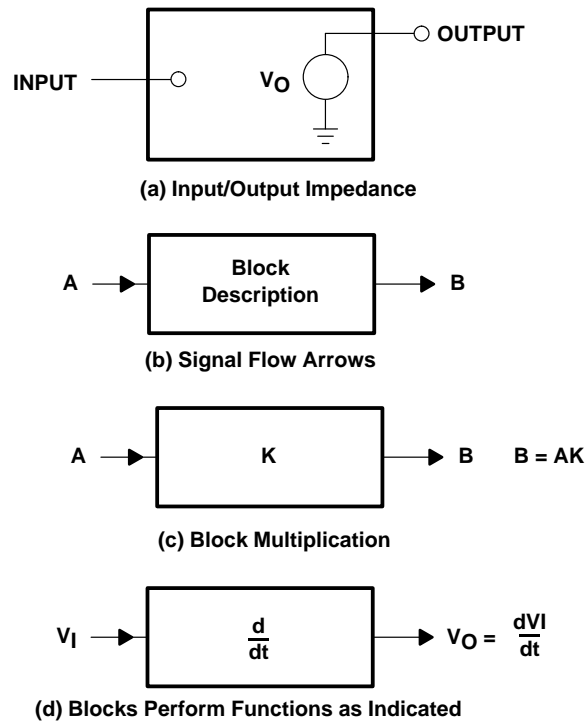 OUTPUT
INPUT
VO
(a) Input/Output Impedance
A Block Description B
(b) Signal Flow Arrows
A K B B = AK
(c) Block Multiplication
VI d/dt VO = dVI/dt
(d) Blocks Perform Functions as Indicated